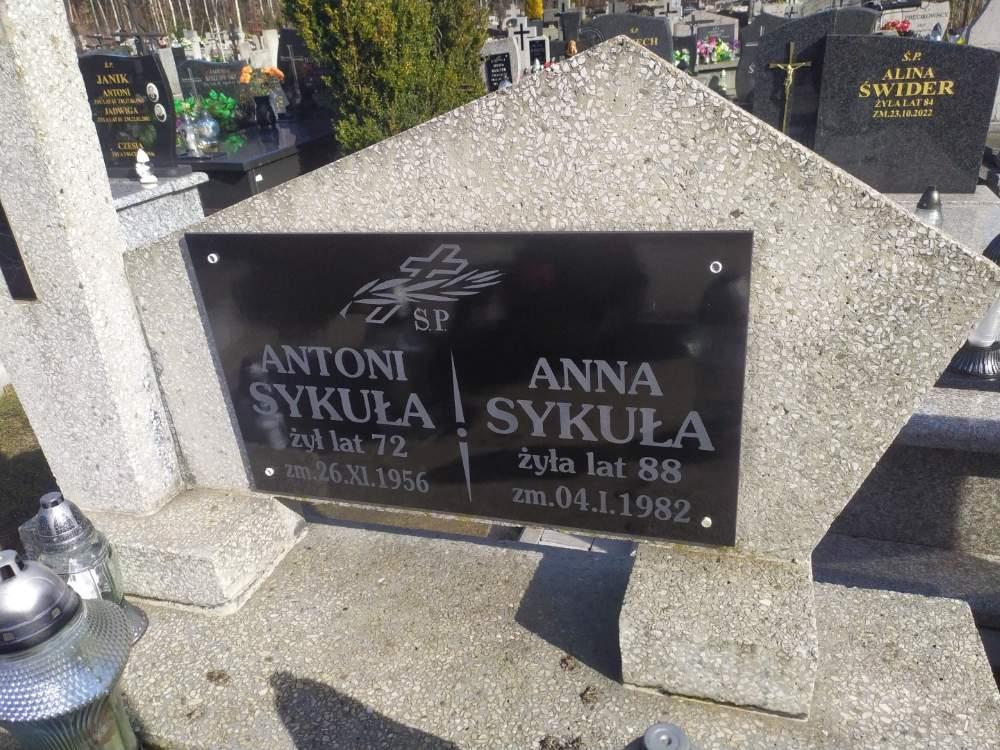 Ś.P.
ANTONI
SYKUŁA
żył lat 72
zm.26.XI.1956
ANNA
SYKUŁA
żyła lat 88
zm.04.I.1982
JANIK
ANTONI
JADWIGA
CZESŁA
Ś.P.
ALINA
ŚWIDER
ŻYŁA LAT 84
ZM.23.10.2022